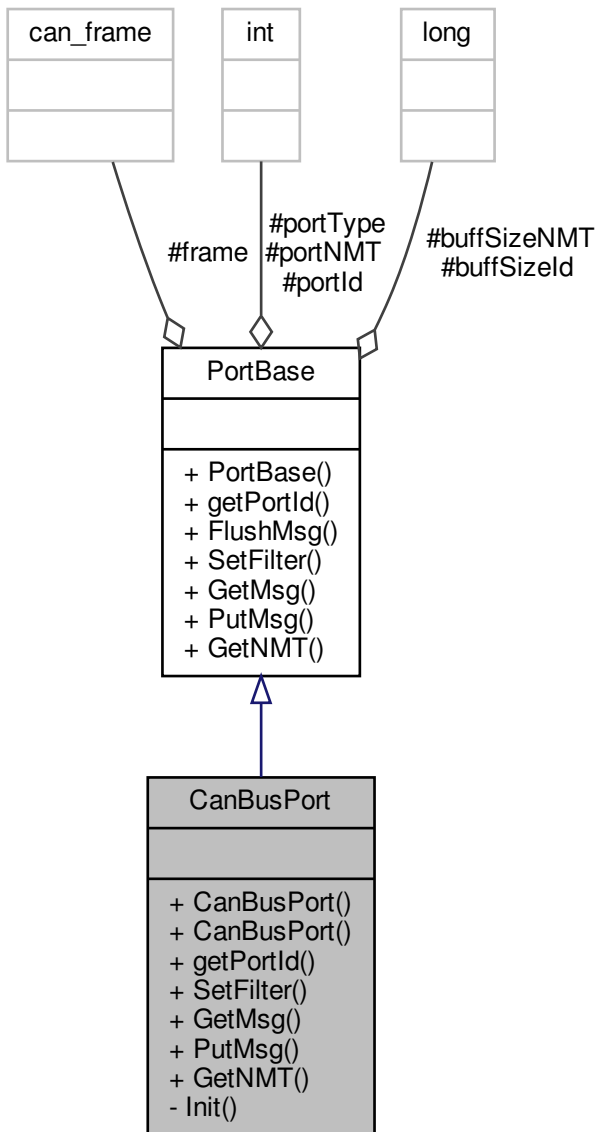 can_frame
int
long
#frame
#portType
#portNMT
#portId
#buffSizeNMT
#buffSizeId
PortBase
+ PortBase()
+ getPortId()
+ FlushMsg()
+ SetFilter()
+ GetMsg()
+ PutMsg()
+ GetNMT()
CanBusPort
+ CanBusPort()
+ CanBusPort()
+ getPortId()
+ SetFilter()
+ GetMsg()
+ PutMsg()
+ GetNMT()
- Init()